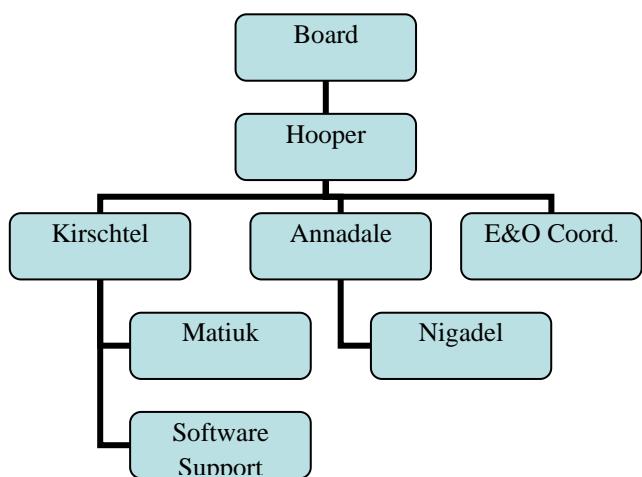 Board
Hooper
Kirschtel
Annadale
E&O Coord.
Matiuk
Nigadel
Software
Support